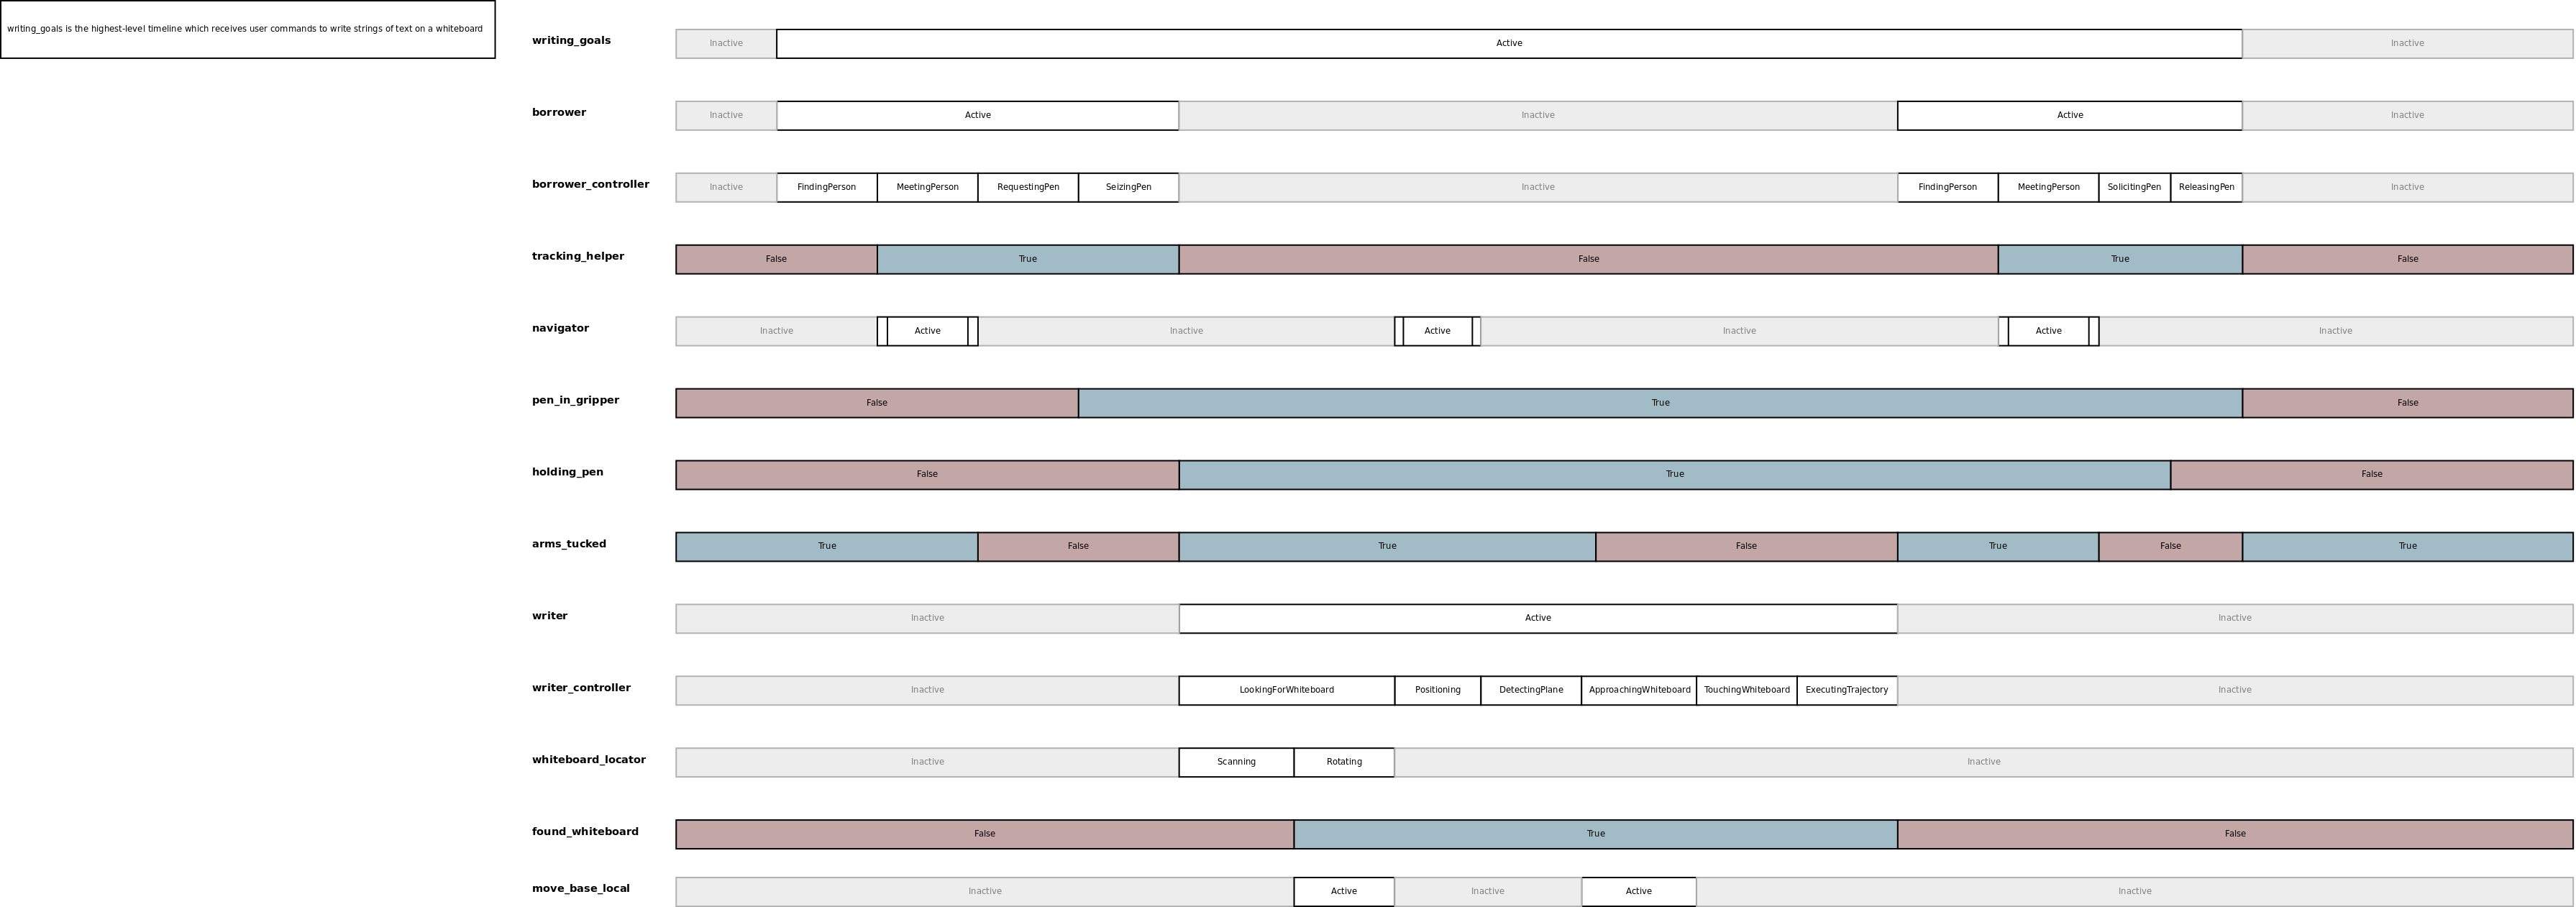 writing_goals is the highest-level timeline which receives user commands to write strings of text on a whiteboard
writing_goals Inactive Active Inactive
borrower Inactive Active Inactive Active Inactive
borrower_controller Inactive FindingPerson MeetingPerson RequestingPen SeizingPen Inactive FindingPerson MeetingPerson SolicitingPen ReleasingPen Inactive
tracking_helper False True False True False
navigator Inactive Active Inactive Active Inactive Active Inactive
pen_in_gripper False True False
holding_pen False True False
arms_tucked True False True False True False True
writer Inactive Active Inactive
writer_controller Inactive LookingForWhiteboard Positioning DetectingPlane ApproachingWhiteboard TouchingWhiteboard ExecutingTrajectory Inactive
whiteboard_locator Inactive Scanning Rotating Inactive
found_whiteboard False True False
move_base_local Inactive Active Inactive Active Inactive